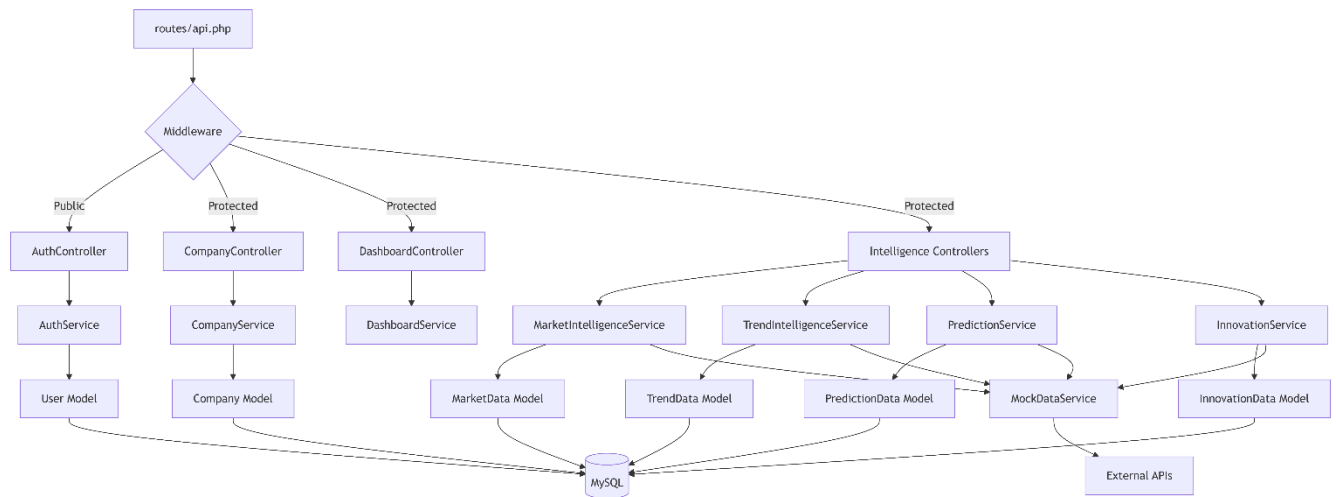 routes/api.php
Middleware
Public
Protected
Protected
Protected
AuthController
CompanyController
DashboardController
Intelligence Controllers
AuthService
CompanyService
DashboardService
MarketIntelligenceService
TrendIntelligenceService
PredictionService
InnovationService
User Model
Company Model
MarketData Model
TrendData Model
PredictionData Model
MockDataService
InnovationData Model
MySQL
External APIs